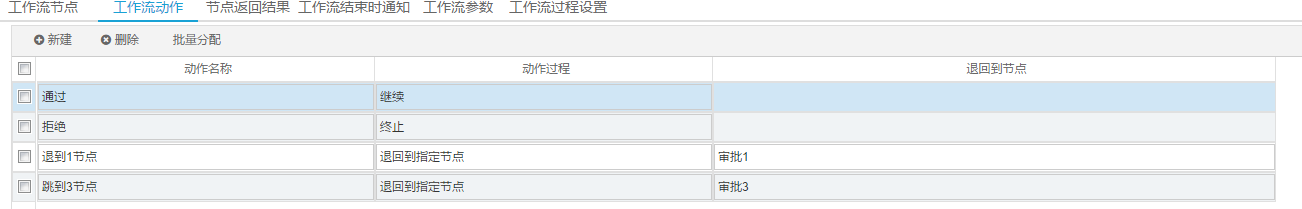 工作流节点 工作流动作 节点返回结果 工作流结束时通知 工作流参数 工作流过程设置
新建 删除 批量分配
动作名称 动作过程 退回到节点
通过 继续
拒绝 终止
退到1节点 退回到指定节点 审批1
跳到3节点 退回到指定节点 审批3